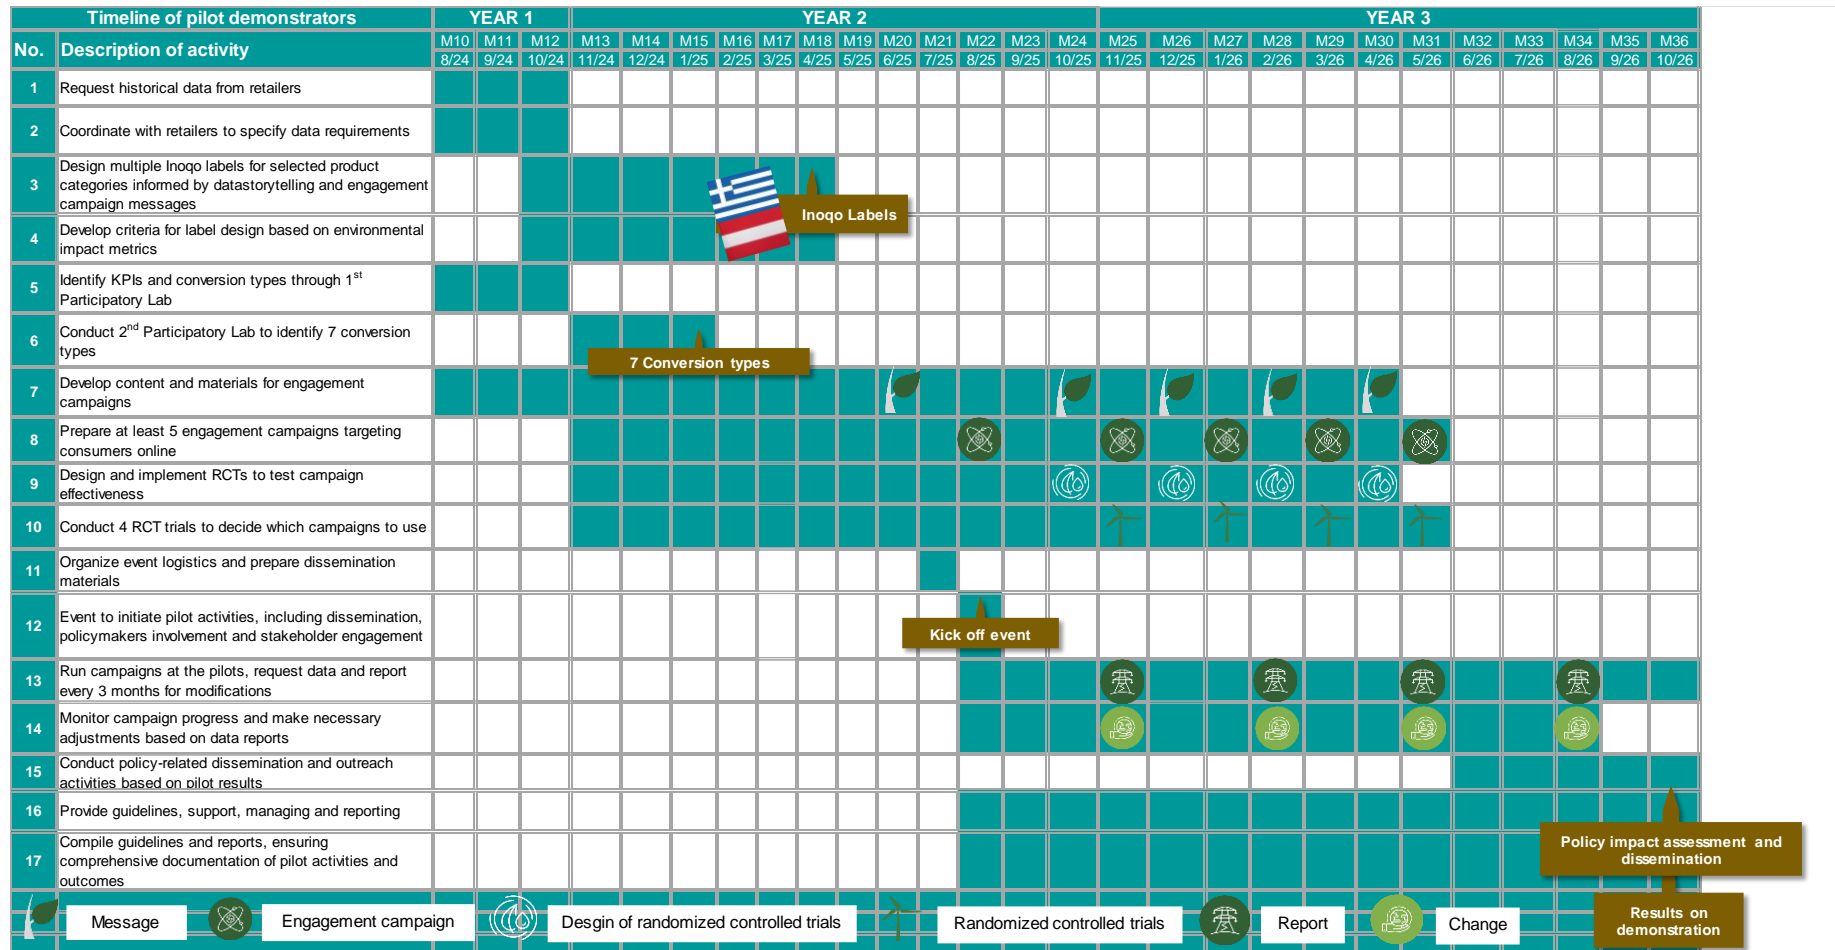 Timeline of pilot demonstrators YEAR 1 YEAR 2 YEAR 3
No. Description of activity
M10 M11 M12 M13 M14 M15 M16 M17 M18 M19 M20 M21 M22 M23 M24 M25 M26 M27 M28 M29 M30 M31 M32 M33 M34 M35 M36
8/24 9/24 10/24 11/24 12/24 1/25 2/25 3/25 4/25 5/25 6/25 7/25 8/25 9/25 10/25 11/25 12/25 1/26 2/26 3/26 4/26 5/26 6/26 7/26 8/26 9/26 10/26
1 Request historical data from retailers
2 Coordinate with retailers to specify data requirements
3 Design multiple Inoqo labels for selected product
categories informed by datastorytelling and engagement
campaign messages
Inoqo Labels
4 Develop criteria for label design based on environmental
impact metrics
5 Identify KPIs and conversion types through 1st
Participatory Lab
6 Conduct 2nd Participatory Lab to identify 7 conversion
types
7 Conversion types
7 Develop content and materials for engagement
campaigns
8 Prepare at least 5 engagement campaigns targeting
consumers online
9 Design and implement RCTs to test campaign
effectiveness
10 Conduct 4 RCT trials to decide which campaigns to use
11 Organize event logistics and prepare dissemination
materials
12 Event to initiate pilot activities, including dissemination,
policymakers involvement and stakeholder engagement
Kick off event
13 Run campaigns at the pilots, request data and report
every 3 months for modifications
14 Monitor campaign progress and make necessary
adjustments based on data reports
15 Conduct policy-related dissemination and outreach
activities based on pilot results
16 Provide guidelines, support, managing and reporting
17 Compile guidelines and reports, ensuring
comprehensive documentation of pilot activities and
outcomes
Policy impact assessment and
dissemination
Message Engagement campaign Desgin of randomized controlled trials Randomized controlled trials Report Change
Results on
demonstration